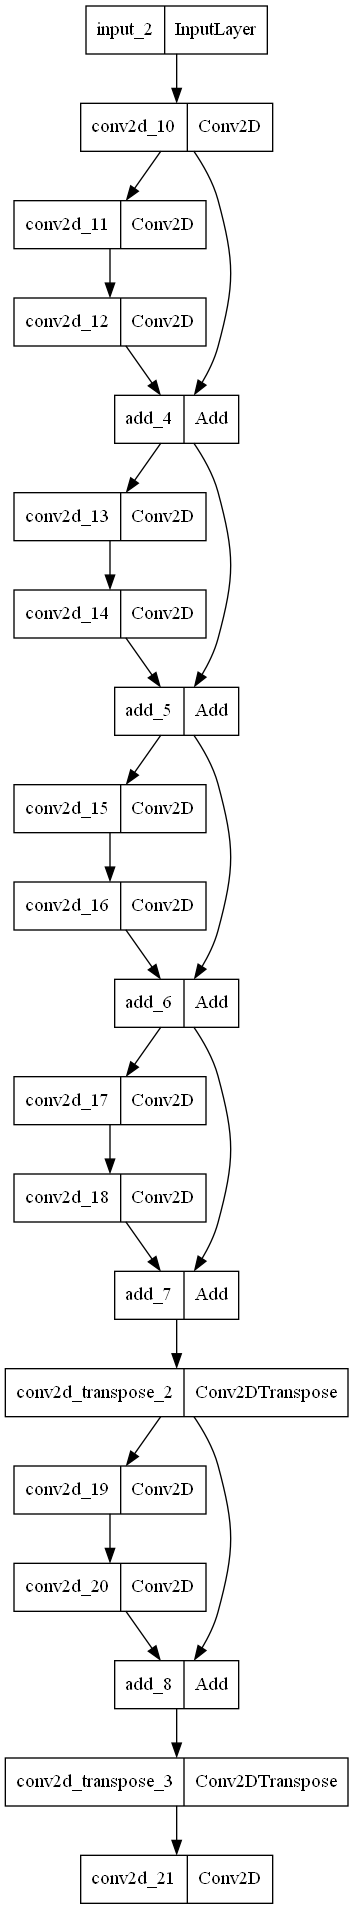 input_2 InputLayer
conv2d_10 Conv2D
conv2d_11 Conv2D
conv2d_12 Conv2D
add_4 Add
conv2d_13 Conv2D
conv2d_14 Conv2D
add_5 Add
conv2d_15 Conv2D
conv2d_16 Conv2D
add_6 Add
conv2d_17 Conv2D
conv2d_18 Conv2D
add_7 Add
conv2d_transpose_2 Conv2DTranspose
conv2d_19 Conv2D
conv2d_20 Conv2D
add_8 Add
conv2d_transpose_3 Conv2DTranspose
conv2d_21 Conv2D